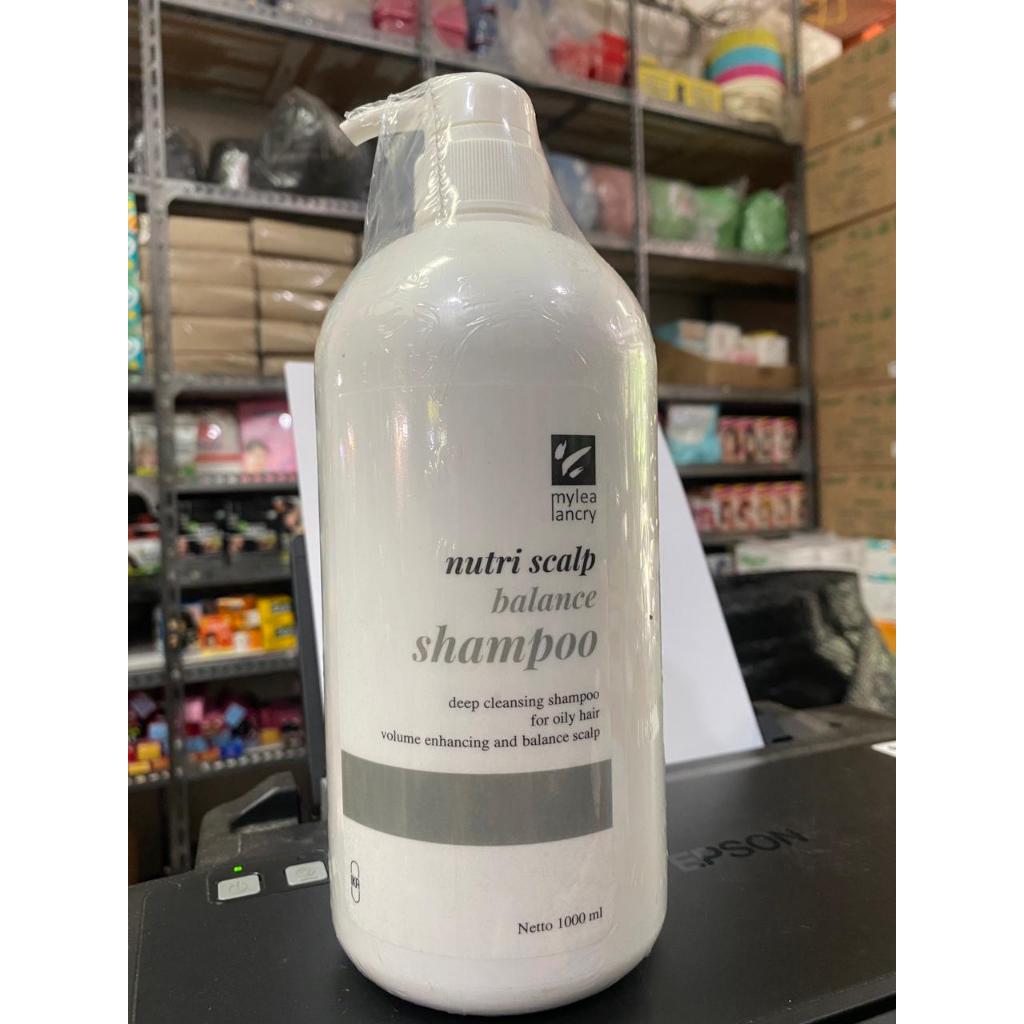 mylea
lancry
nutri scalp
balance
shampoo
deep cleansing shampoo
for oily hair
volume enhancing and balance scalp
Netto 1000 ml
EPSON